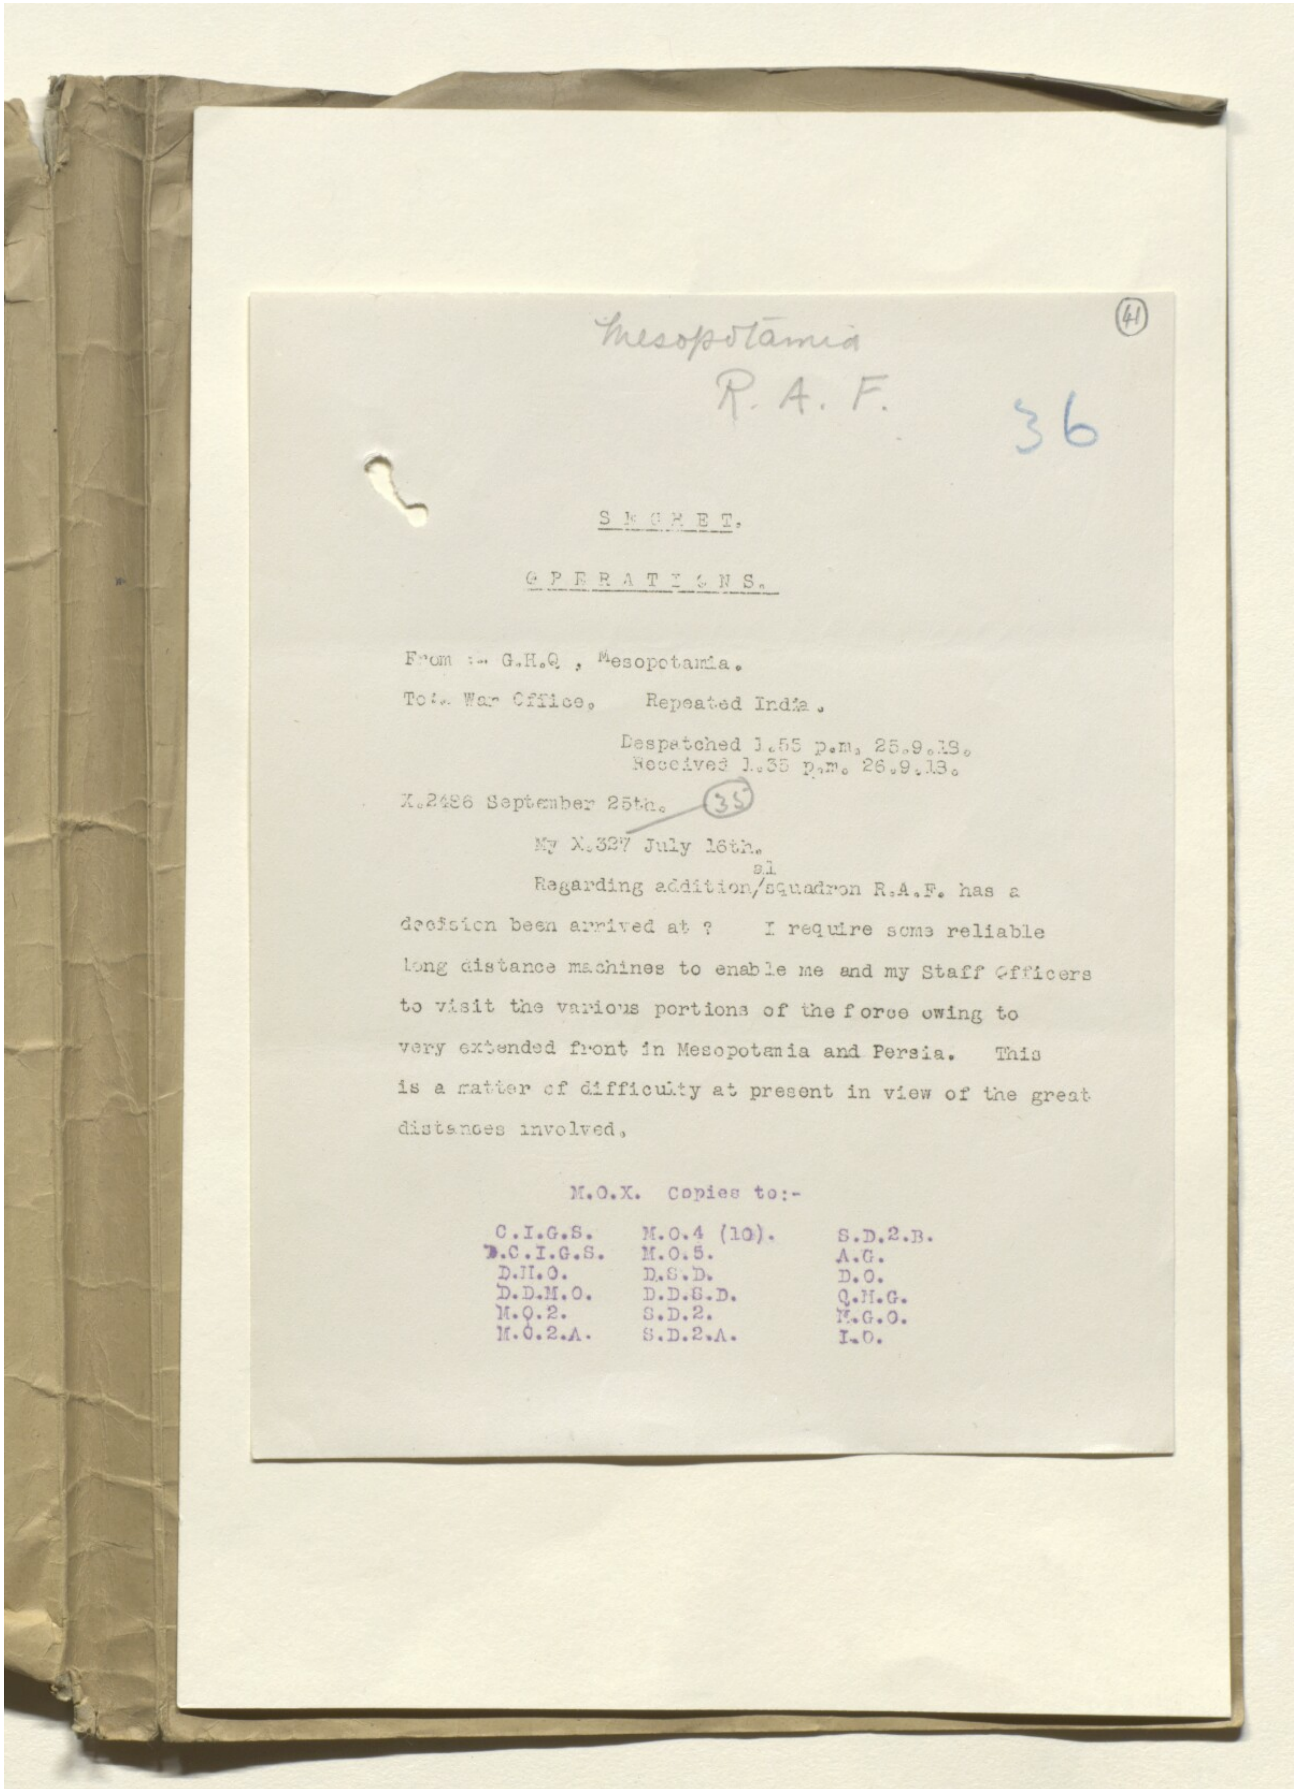 41
Mesopotamia
R. A. F.
36
SECRET.
OPERATIONS.
From :- G.H.Q , Mesopotamia.
To:- War Office.   Repeated India.
Despatched 1.55 p.m. 25.9.18.
Received 1.35 p.m. 26.9.18.
X.2486 September 25th. 35
My X.327 July 16th.
al
Regarding addition/squadron R.A.F. has a
decision been arrived at ?   I require some reliable
long distance machines to enable me and my Staff Officers
to visit the various portions of the force owing to
very extended front in Mesopotamia and Persia.   This
is a matter of difficulty at present in view of the great
distances involved.
M.O.X.  Copies to:-
C.I.G.S.   M.O.4 (10).   S.D.2.B.
D.C.I.G.S.   M.O.5.   A.G.
D.M.O.   D.S.D.   D.O.
D.D.M.O.   D.D.S.D.   Q.M.G.
M.O.2.   S.D.2.   M.G.O.
M.O.2.A.   S.D.2.A.   I.O.